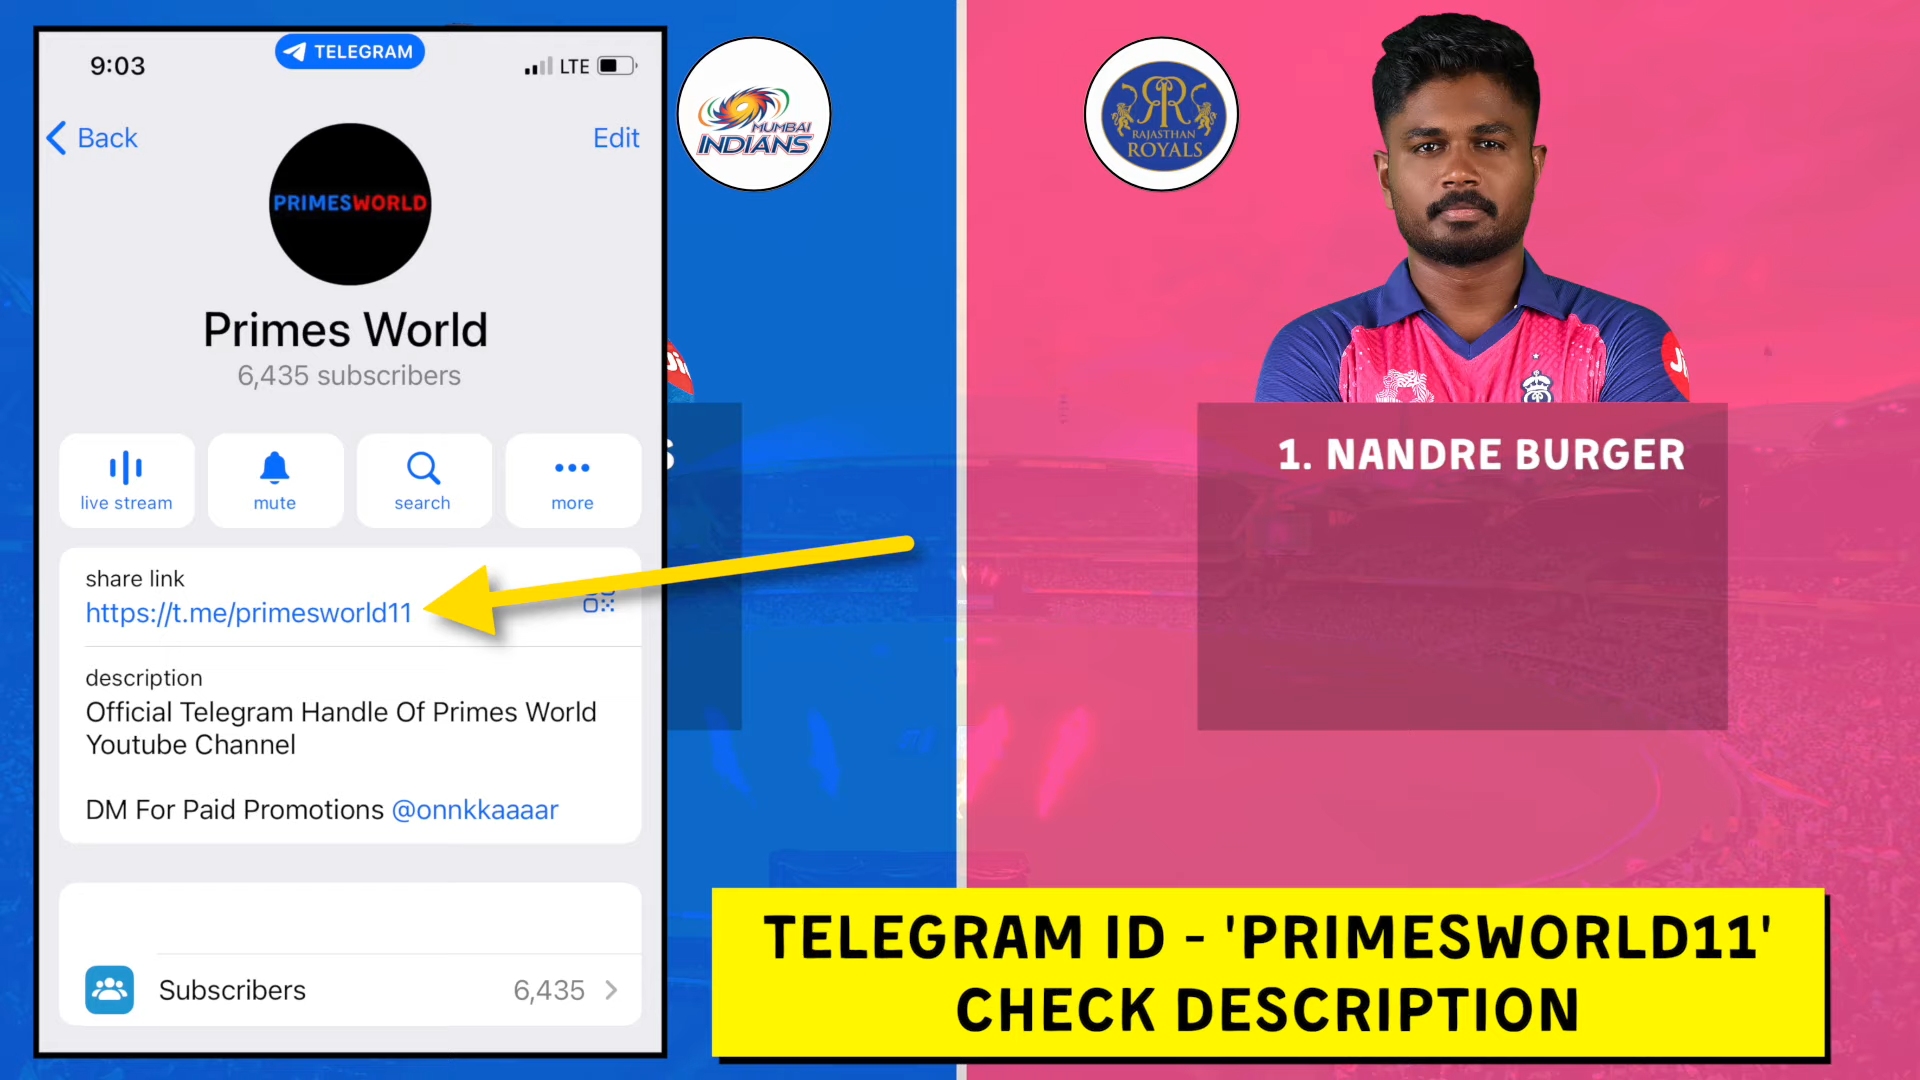 9:03
TELEGRAM
LTE
Back
Edit
PRIMESWORLD
Primes World
6,435 subscribers
live stream
mute
search
more
share link
https://t.me/primesworld11
description
Official Telegram Handle Of Primes World
Youtube Channel
DM For Paid Promotions @onnkkaaaar
Subscribers
6,435
MUMBAI
INDIANS
RAJASTHAN
ROYALS
1. NANDRE BURGER
TELEGRAM ID - 'PRIMESWORLD11'
CHECK DESCRIPTION